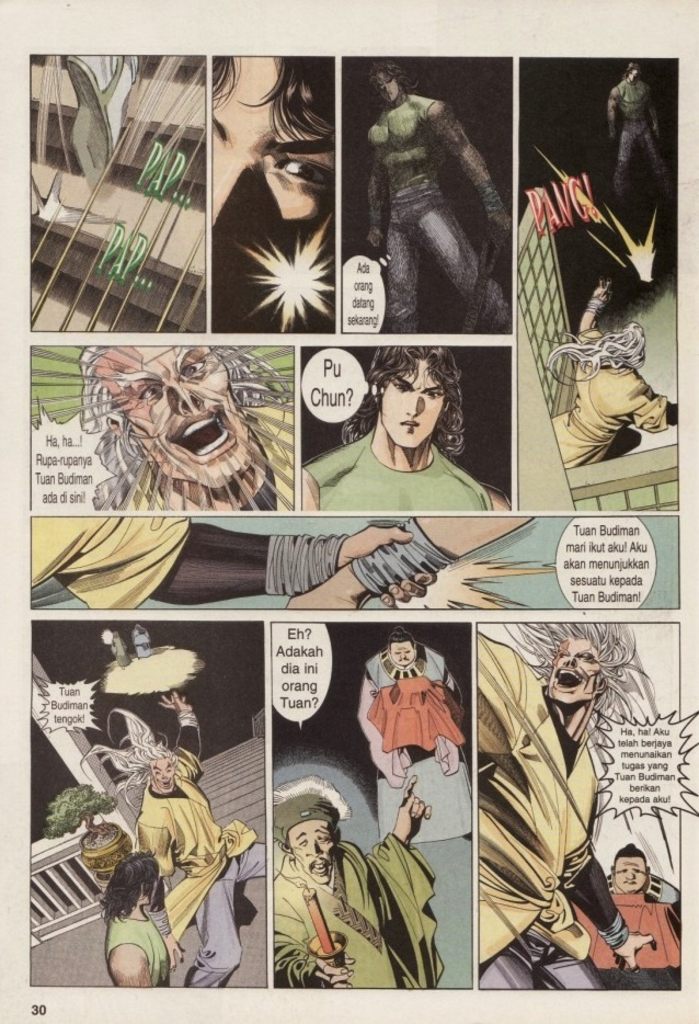 PAP...
PAP...
Ada
orang
datang
sekarang!
PANG!
Ha, ha...!
Rupa-rupanya
Tuan Budiman
ada di sini!
Pu
Chun?
Tuan Budiman
mari ikut aku! Aku
akan menunjukkan
sesuatu kepada
Tuan Budiman!
Tuan
Budiman
tengok!
Eh?
Adakah
dia ini
orang
Tuan?
Ha, ha! Aku
telah berjaya
menunaikan
tugas yang
Tuan Budiman
berikan
kepada aku!
30